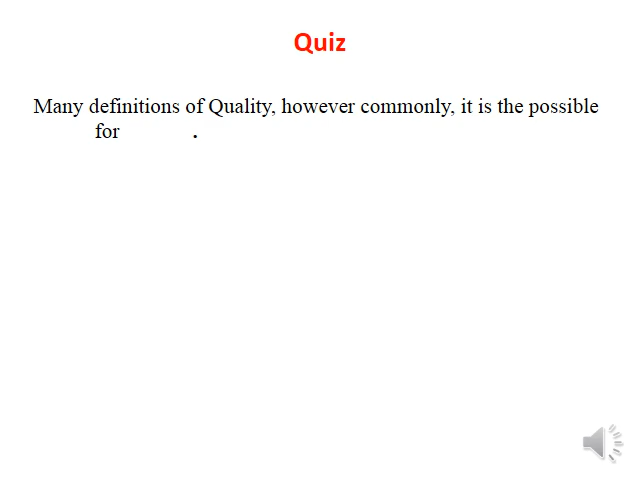 Quiz
Many definitions of Quality, however commonly, it is the possible
for .